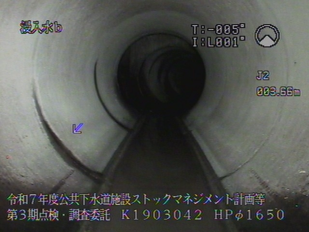 浸入水b
T:-005°
I:L001°
J2
003.66m
令和7年度公共下水道施設ストックマネジメント計画等
第3期点検・調査委託 K1903042 HPφ1650